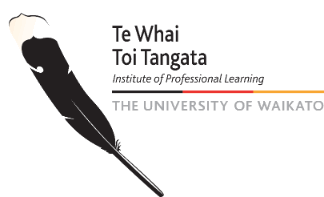 Te Whai
Toi Tangata
Institute of Professional Learning
THE UNIVERSITY OF WAIKATO